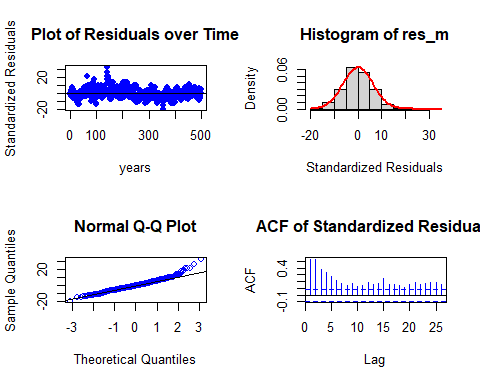 Plot of Residuals over Time
Standardized Residuals
-20
20
0
100
300
500
years
Histogram of res_m
Density
0.00
0.06
-20
0
10
30
Standardized Residuals
Normal Q-Q Plot
Sample Quantiles
-20
20
-3
-1
0
1
2
3
Theoretical Quantiles
ACF of Standardized Residua
ACF
-0.1
0.4
0
5
10
15
20
25
Lag